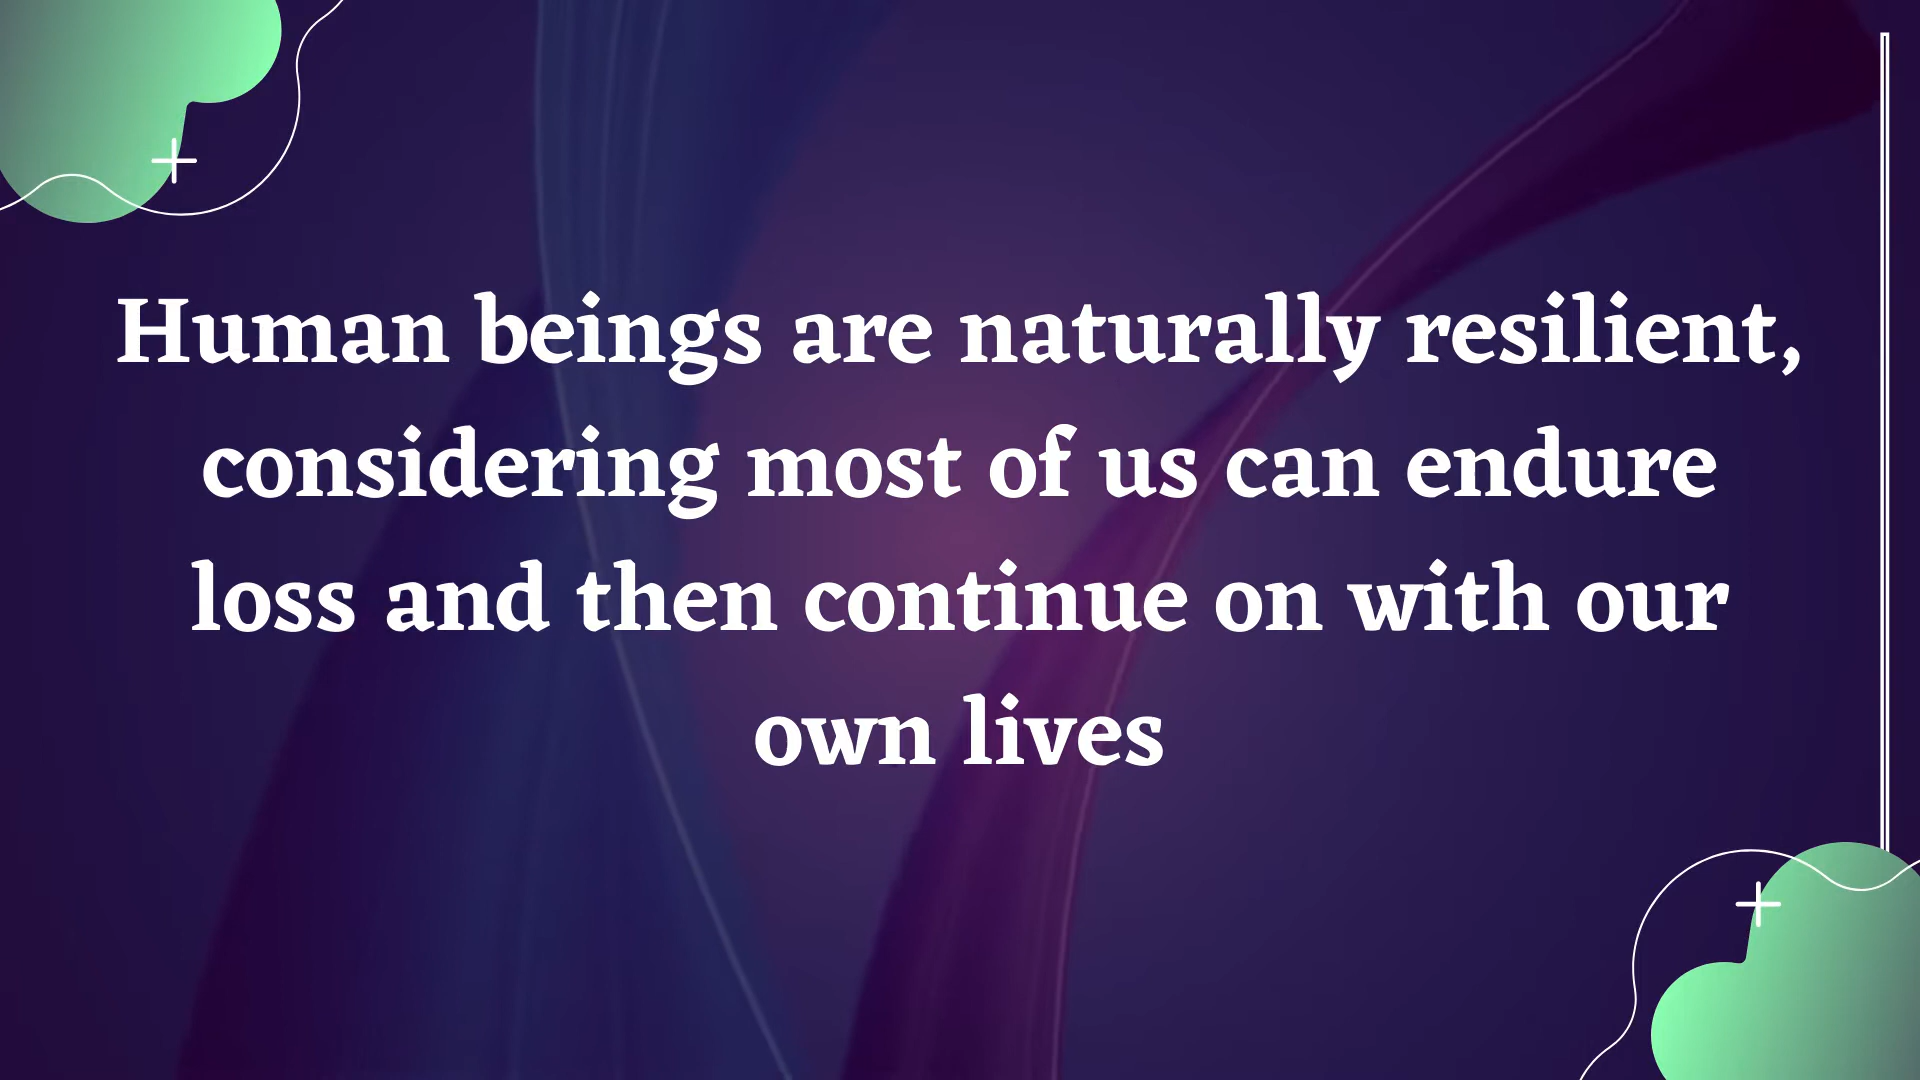 Human beings are naturally resilient,
considering most of us can endure
loss and then continue on with our
own lives